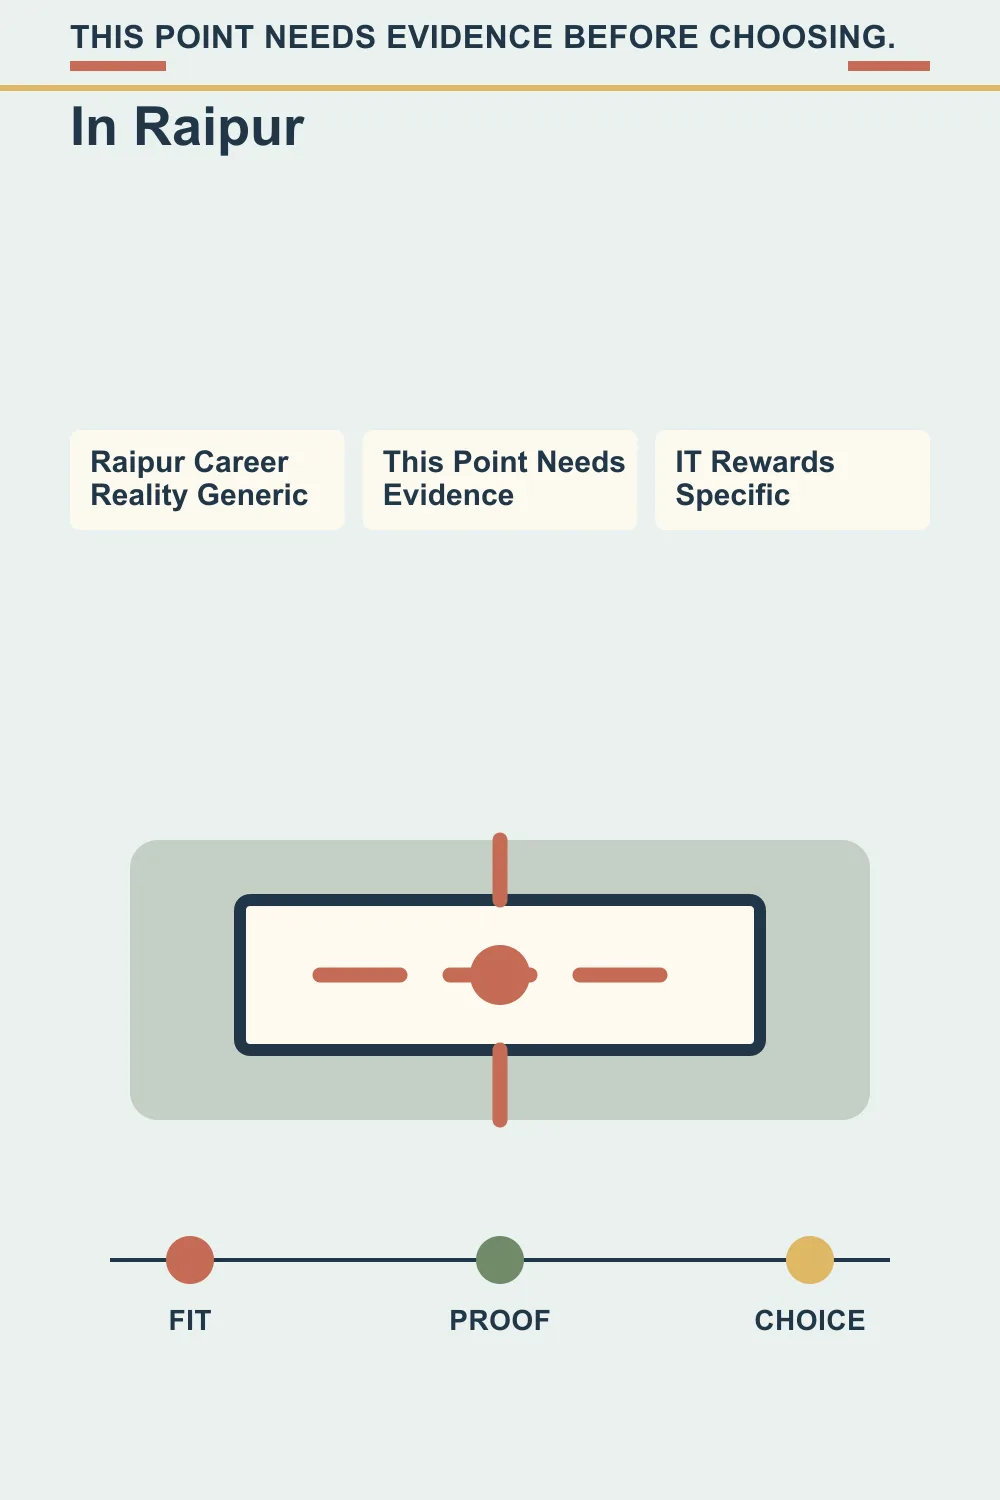 THIS POINT NEEDS EVIDENCE BEFORE CHOOSING.
In Raipur
Raipur Career
Reality Generic
This Point Needs
Evidence
IT Rewards
Specific
FIT
PROOF
CHOICE